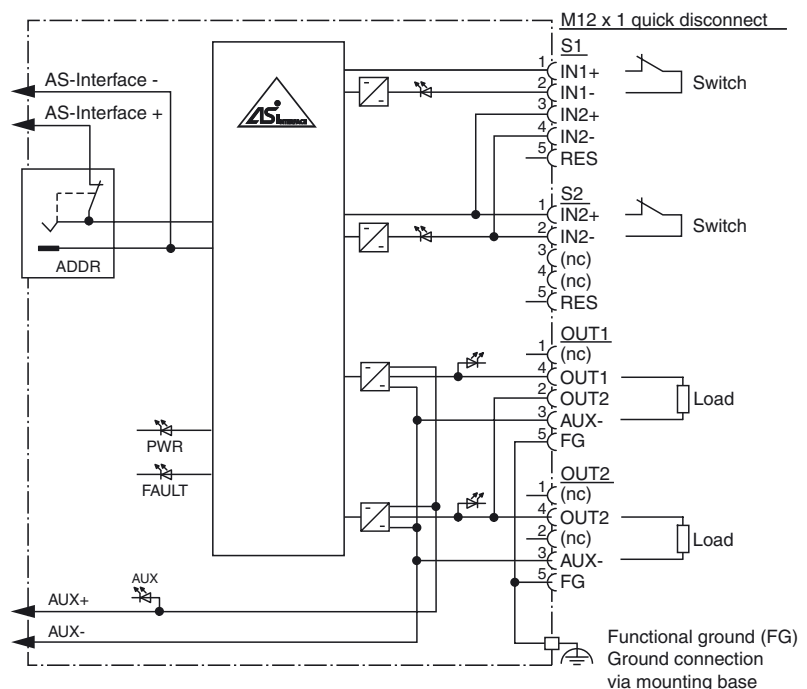 M12 x 1 quick disconnect
S1
1 IN1+
2 IN1-
3 IN2+
4 IN2-
5 RES
Switch
AS-Interface -
AS-Interface +
ADDR
AS INTERFACE
S2
1 IN2+
2 IN2-
3 (nc)
4 (nc)
5 RES
Switch
OUT1
1 (nc)
4 OUT1
2 OUT2
3 AUX-
5 FG
Load
PWR
FAULT
OUT2
1 (nc)
4 OUT2
2 (nc)
3 AUX-
5 FG
Load
AUX
AUX+
AUX-
Functional ground (FG)
Ground connection
via mounting base